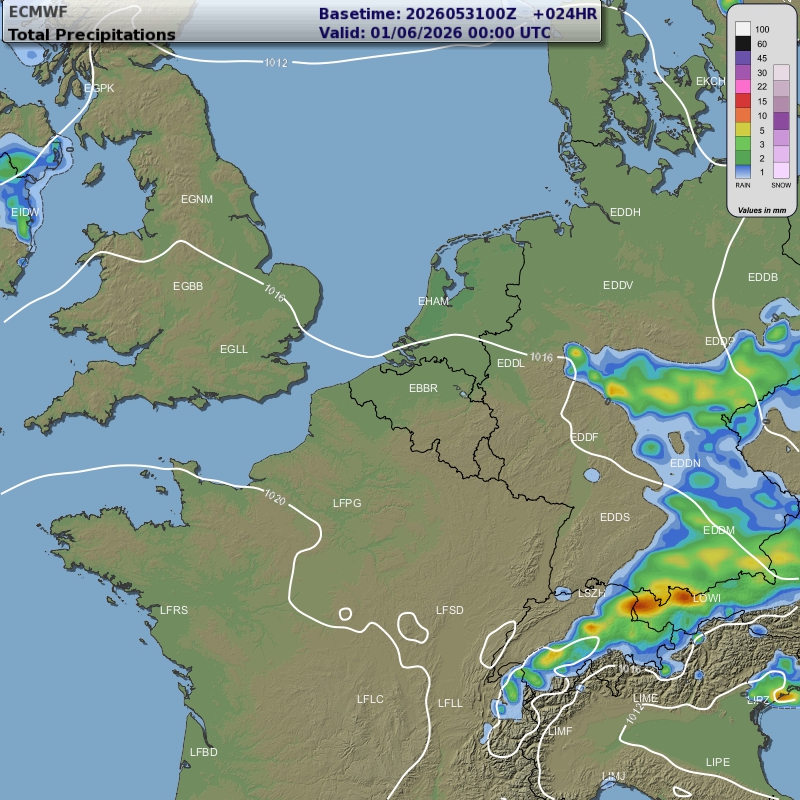 ECMWF
Basetime: 2026053100Z +024HR
Total Precipitations
Valid: 01/06/2026 00:00 UTC
1012
EGPK
EKCH
100
60
45
30
22
15
10
5
3
2
1
RAIN SNOW
Values in mm
EIDW
EGNM
EDDH
EGBB
1016
EHAM
EDDV
EDDB
EGLL
EDDP
1016
EDDL
EBBR
EDDF
EDDN
1020
LFPG
EDDS
EDDM
LFRS
LFSD
LSZH
LOWI
1016
LFLC
LFLL
LIME
LIPZ
1012
LIMF
LFBD
LIPE
LIMJ